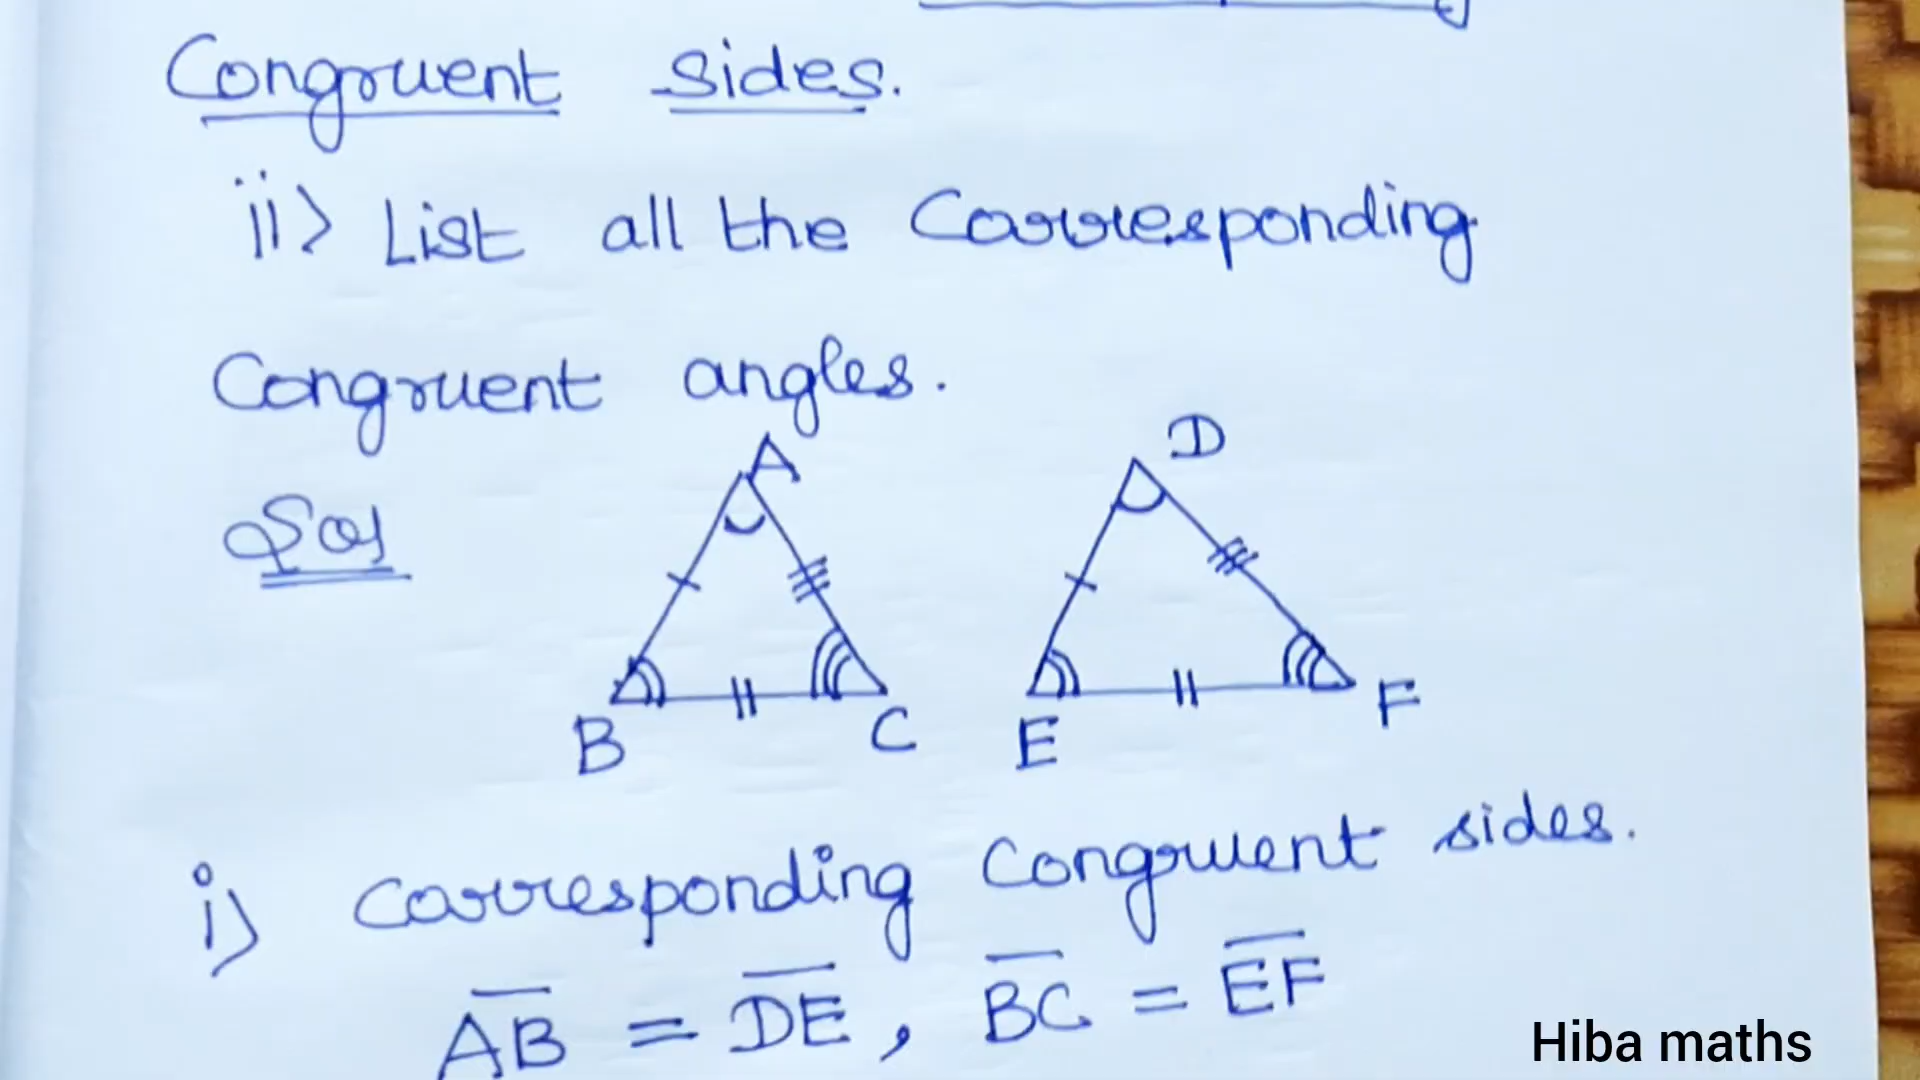 Congruent sides.
ii> List all the Corresponding
Congruent angles.
Sol
A
D
B
C
E
F
i) Corresponding Congruent sides.
AB = DE, BC = EF
Hiba maths